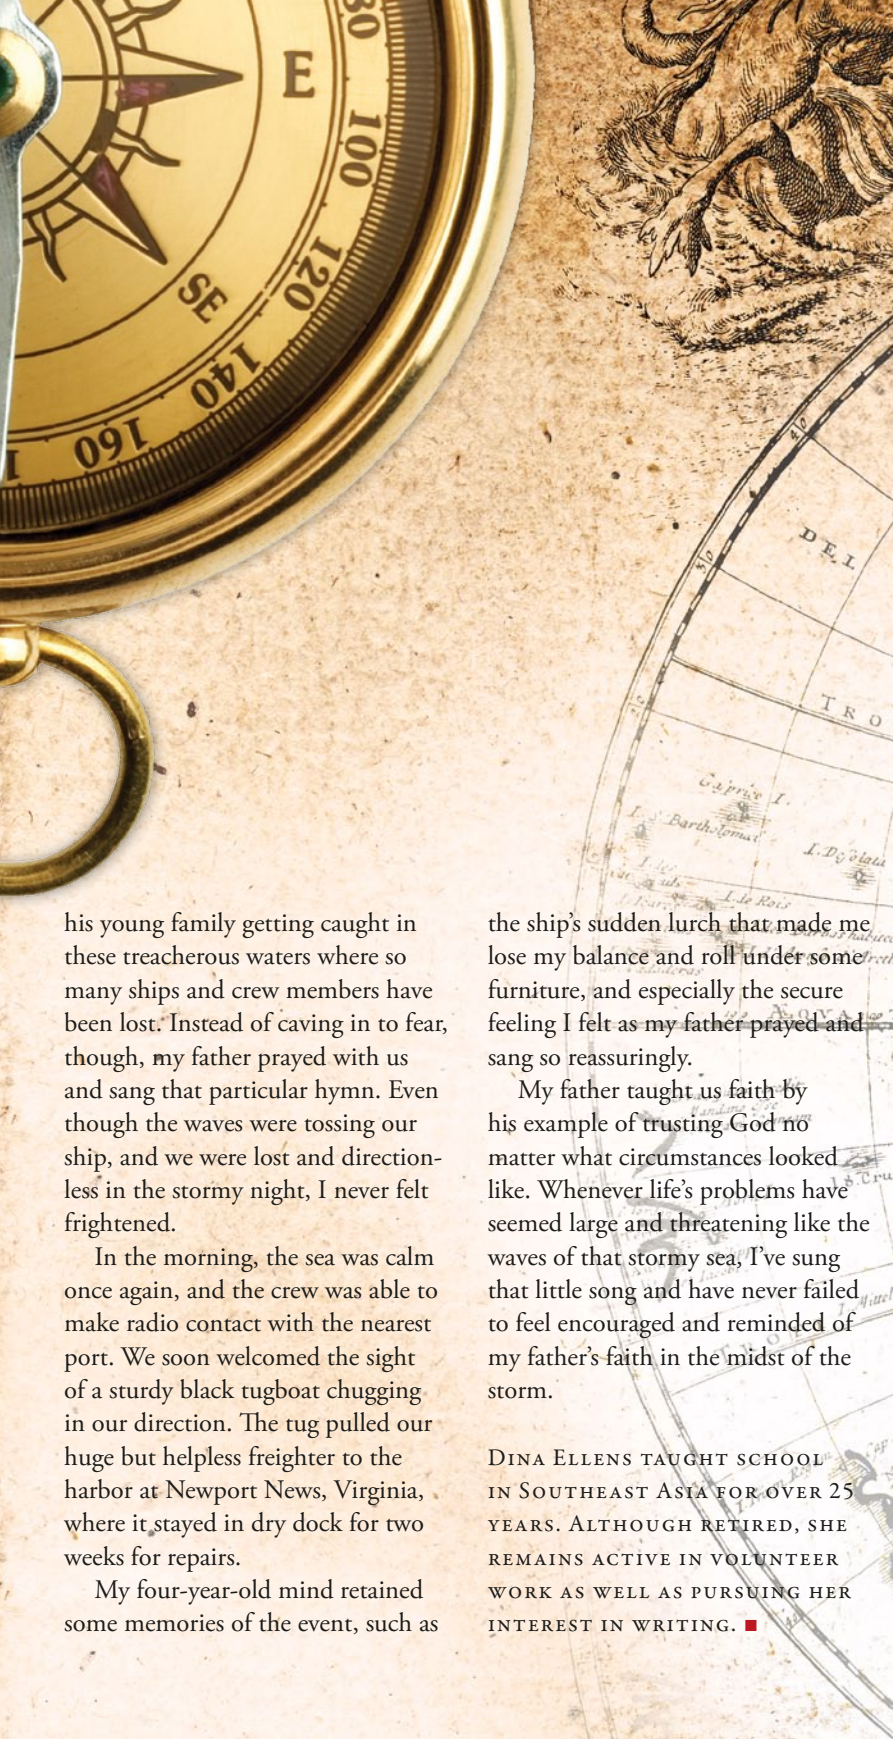 80
E
100
120
SE
140
160
40
DEL
50
TRO
Caprice I.
his young family getting caught in
these treacherous waters where so
many ships and crew members have
been lost. Instead of caving in to fear,
though, my father prayed with us
and sang that particular hymn. Even
though the waves were tossing our
ship, and we were lost and direction-
less in the stormy night, I never felt
frightened.
In the morning, the sea was calm
once again, and the crew was able to
make radio contact with the nearest
port. We soon welcomed the sight
of a sturdy black tugboat chugging
in our direction. The tug pulled our
huge but helpless freighter to the
harbor at Newport News, Virginia,
where it stayed in dry dock for two
weeks for repairs.
My four-year-old mind retained
some memories of the event, such as
the ship’s sudden lurch that made me
lose my balance and roll under some
furniture, and especially the secure
feeling I felt as my father prayed and
sang so reassuringly.
My father taught us faith by
his example of trusting God no
matter what circumstances looked
like. Whenever life’s problems have
seemed large and threatening like the
waves of that stormy sea, I’ve sung
that little song and have never failed
to feel encouraged and reminded of
my father’s faith in the midst of the
storm.
Dina Ellens taught school
in Southeast Asia for over 25
years. Although retired, she
remains active in volunteer
work as well as pursuing her
interest in writing.